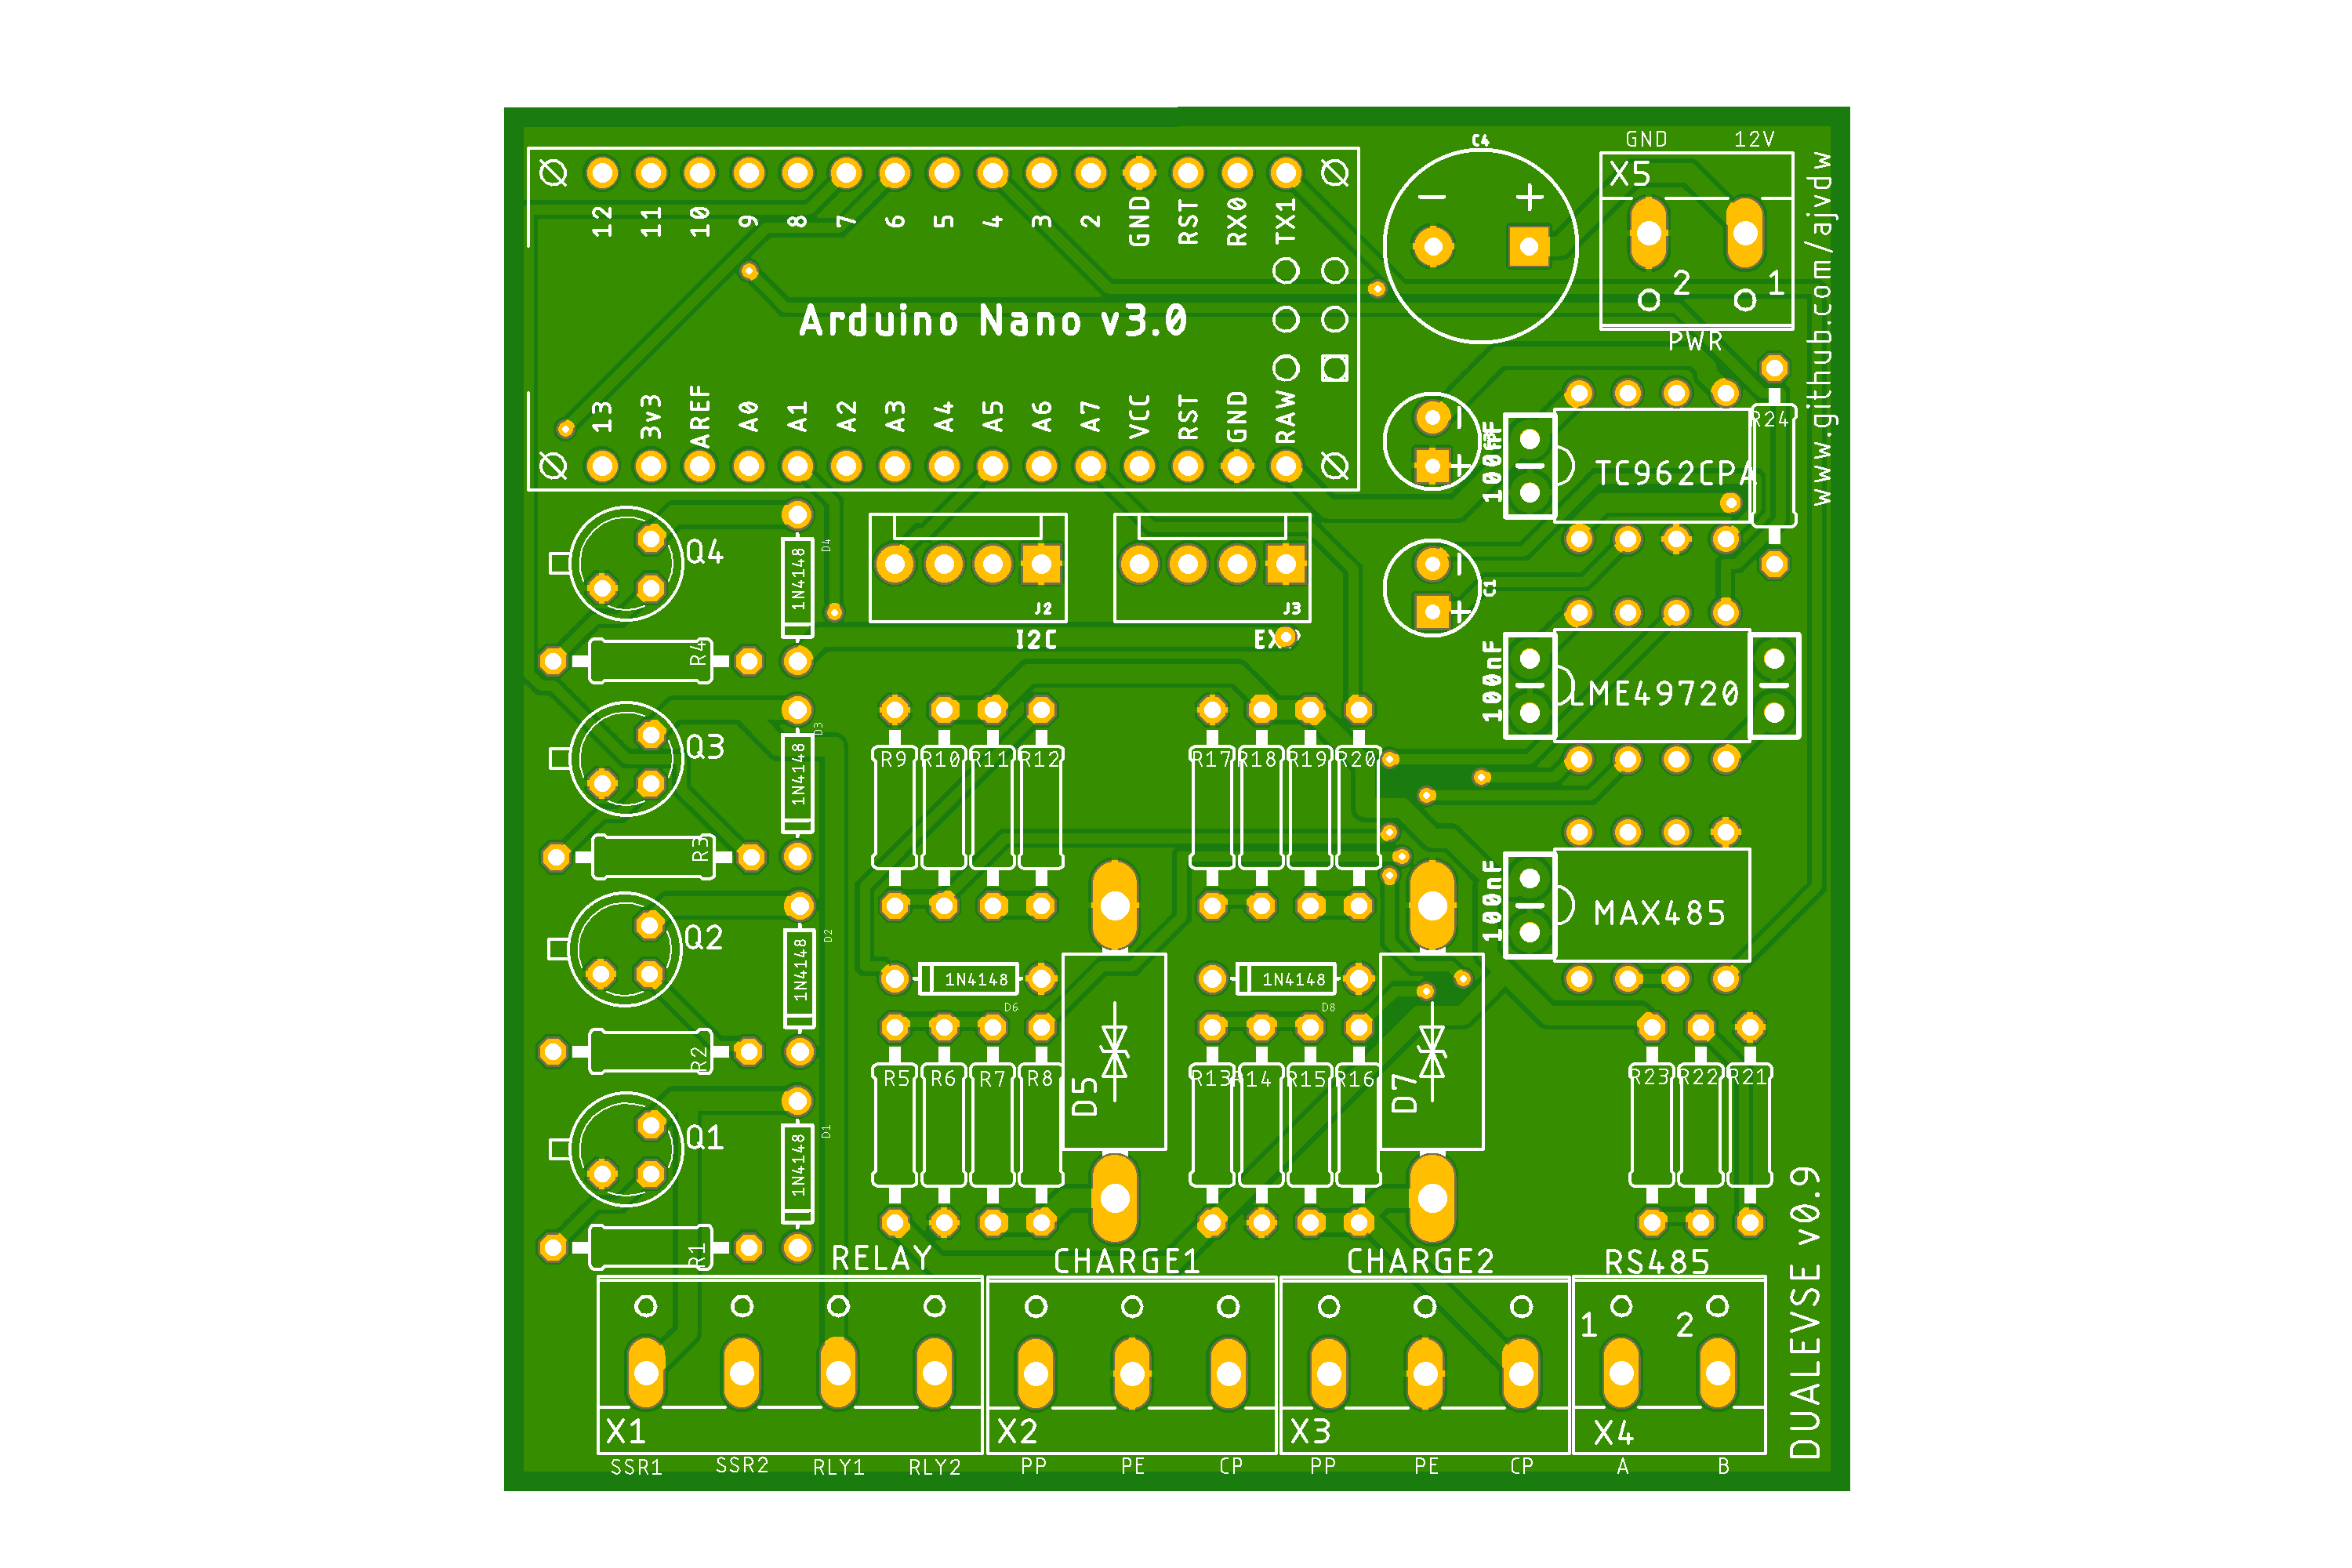 C4
GND 12V
X5
12 11 10 9 8 7 6 5 4 3 2 GND RST RX0 TX1
2 1
Arduino Nano v3.0
PWR
www.github.com/ajvdw
13 3v3 AREF A0 A1 A2 A3 A4 A5 A6 A7 VCC RST GND RAW
R24
TC962CPA
Q4
1N4148
D4
J2
I2C
J3
C1
R4
100nF
LME49720
Q3
1N4148
D3
R9 R10 R11 R12
R17 R18 R19 R20
R3
100nF
MAX485
Q2
1N4148
D2
1N4148
D6
1N4148
D8
R2
R5 R6 R7 R8
D5
R13 R14 R15 R16
D7
R23 R22 R21
Q1
1N4148
D1
R1
RELAY
CHARGE1
CHARGE2
RS485
DUALEVSE v0.9
1 2
X1
X2
X3
X4
SSR1 SSR2 RLY1 RLY2 PP PE CP PP PE CP A B